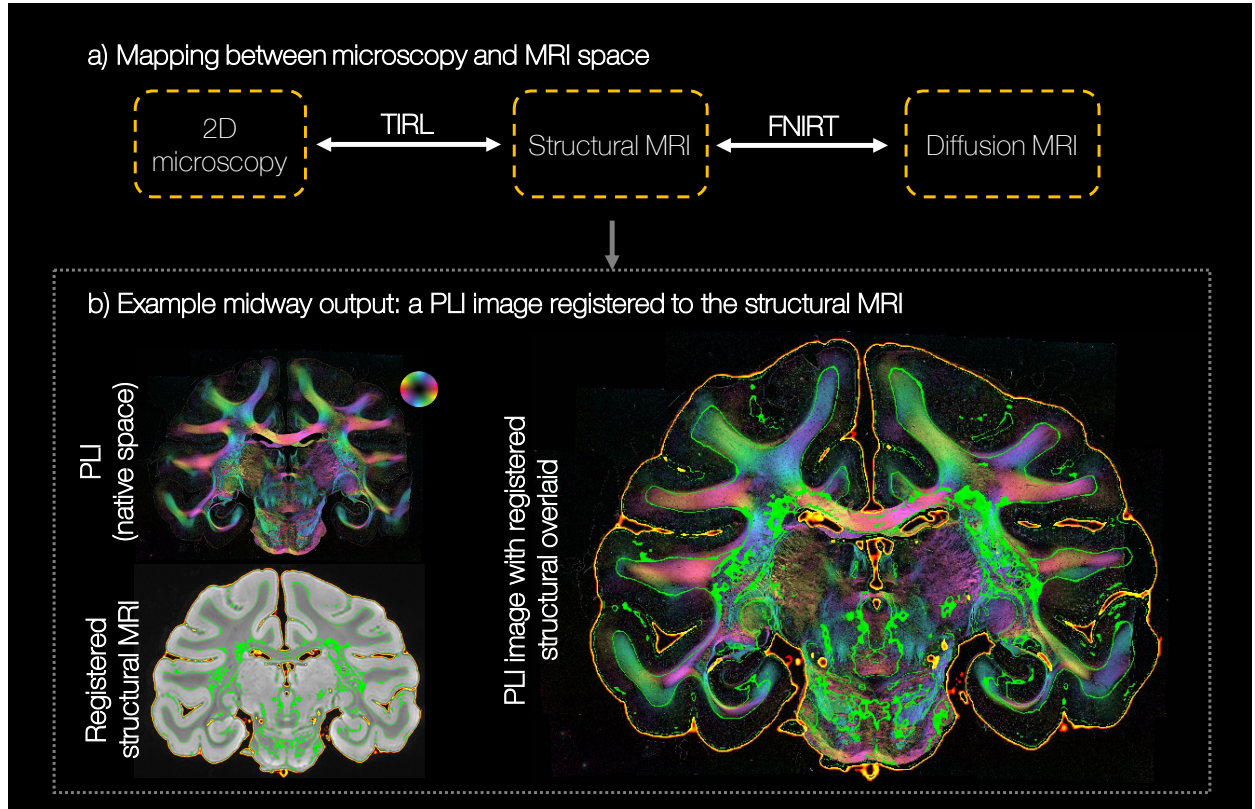 a) Mapping between microscopy and MRI space
2D
microscopy
TIRL
Structural MRI
FNIRT
Diffusion MRI
b) Example midway output: a PLI image registered to the structural MRI
PLI
(native space)
Registered
structural MRI
PLI image with registered
structural overlaid